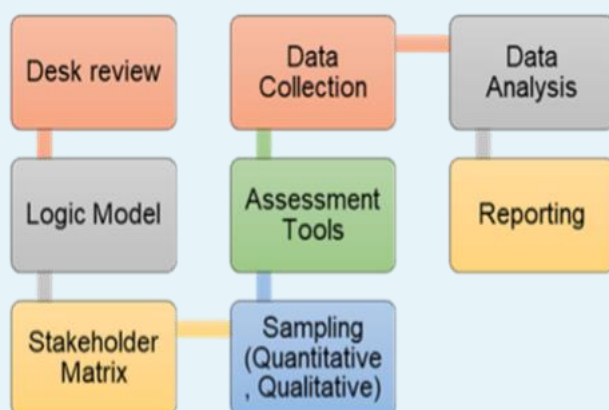 Desk review
Logic Model
Stakeholder
Matrix
Sampling
(Quantitative
, Qualitative)
Assessment
Tools
Data
Collection
Data
Analysis
Reporting